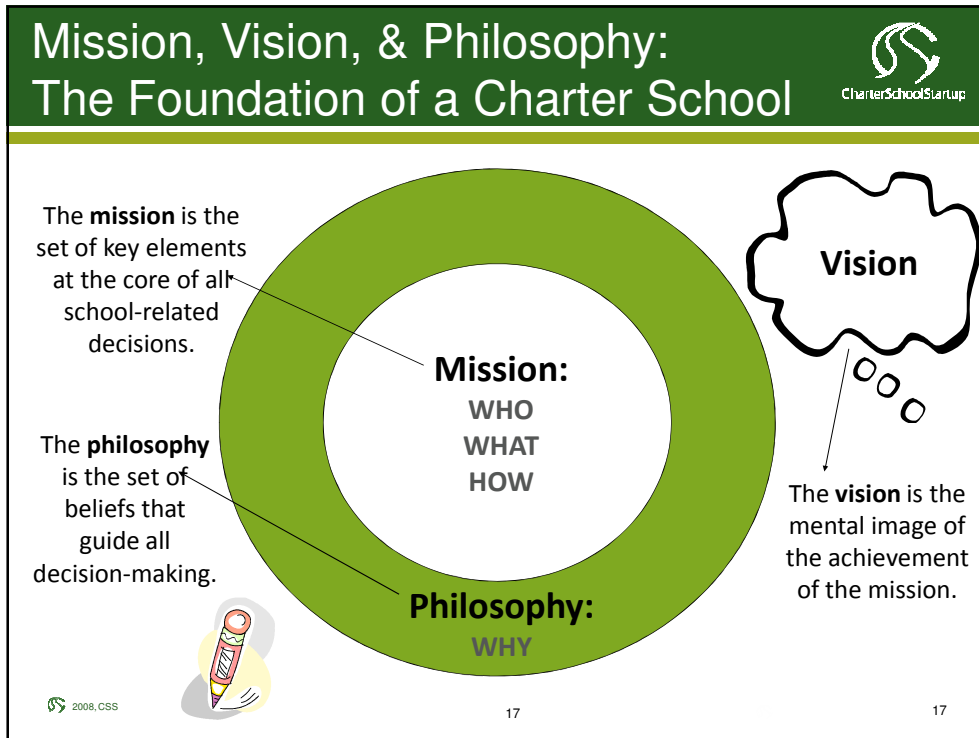 Mission, Vision, & Philosophy:
The Foundation of a Charter School
CharterSchoolStartup
The mission is the
set of key elements
at the core of all
school-related
decisions.
Vision
Mission:
WHO
WHAT
HOW
The philosophy
is the set of
beliefs that
guide all
decision-making.
The vision is the
mental image of
the achievement
of the mission.
Philosophy:
WHY
2008, CSS
17
17